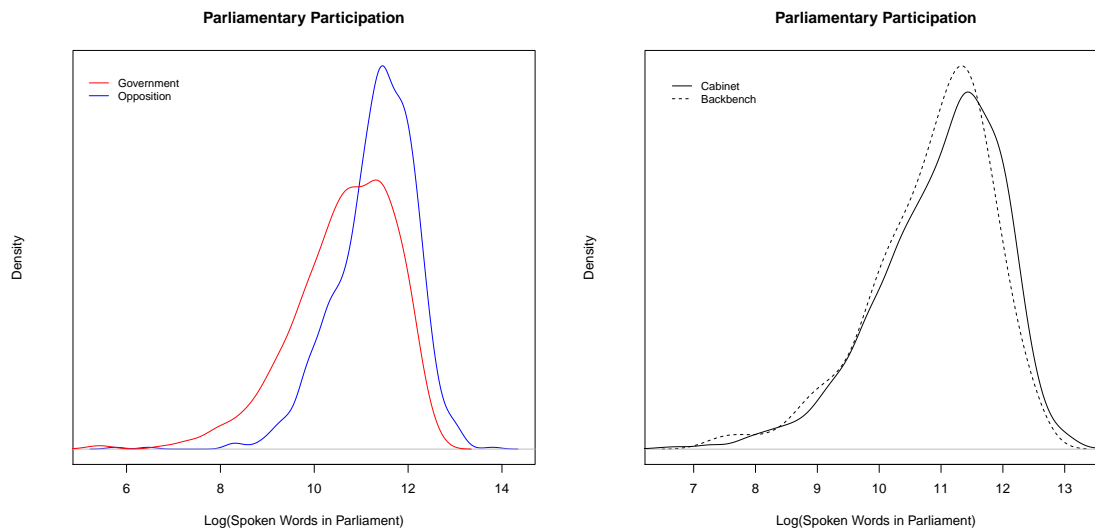 Parliamentary Participation
Government
Opposition
Density
6 8 10 12 14
Log(Spoken Words in Parliament)
Parliamentary Participation
Cabinet
Backbench
Density
7 8 9 10 11 12 13
Log(Spoken Words in Parliament)